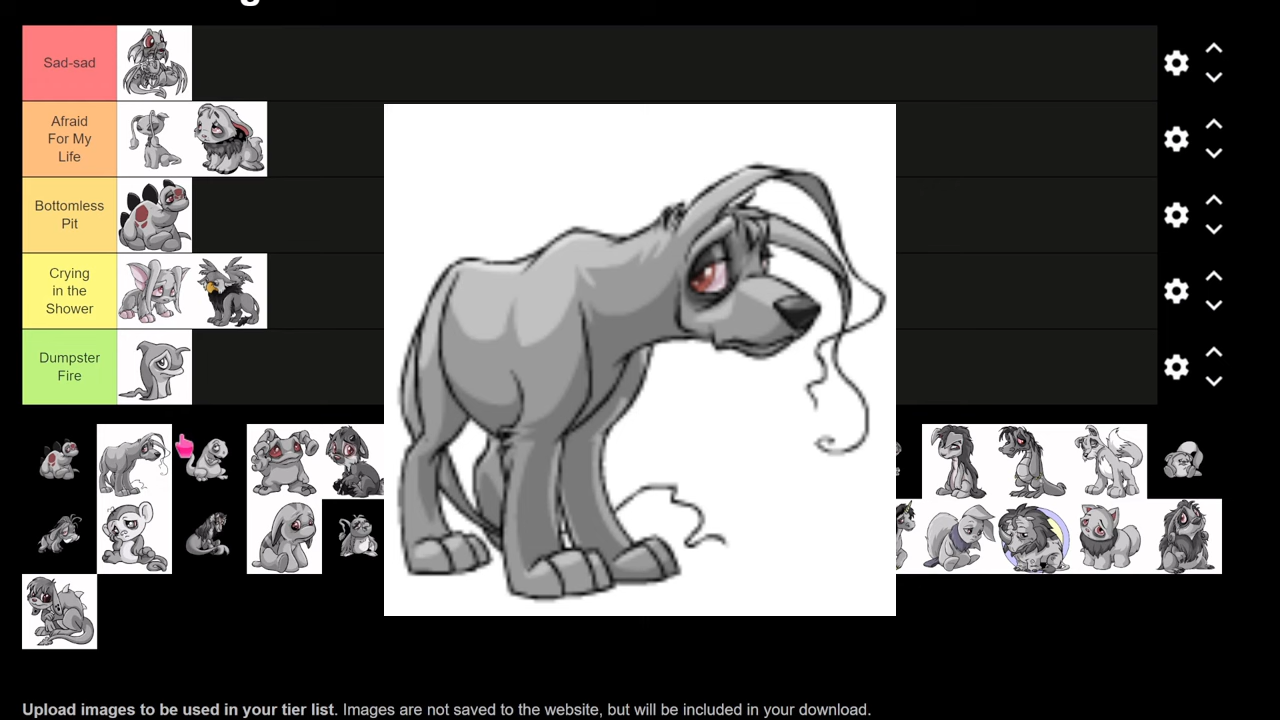 Sad-sad
Afraid
For My
Life
Bottomless
Pit
Crying
in the
Shower
Dumpster
Fire
Upload images to be used in your tier list. Images are not saved to the website, but will be included in your download.